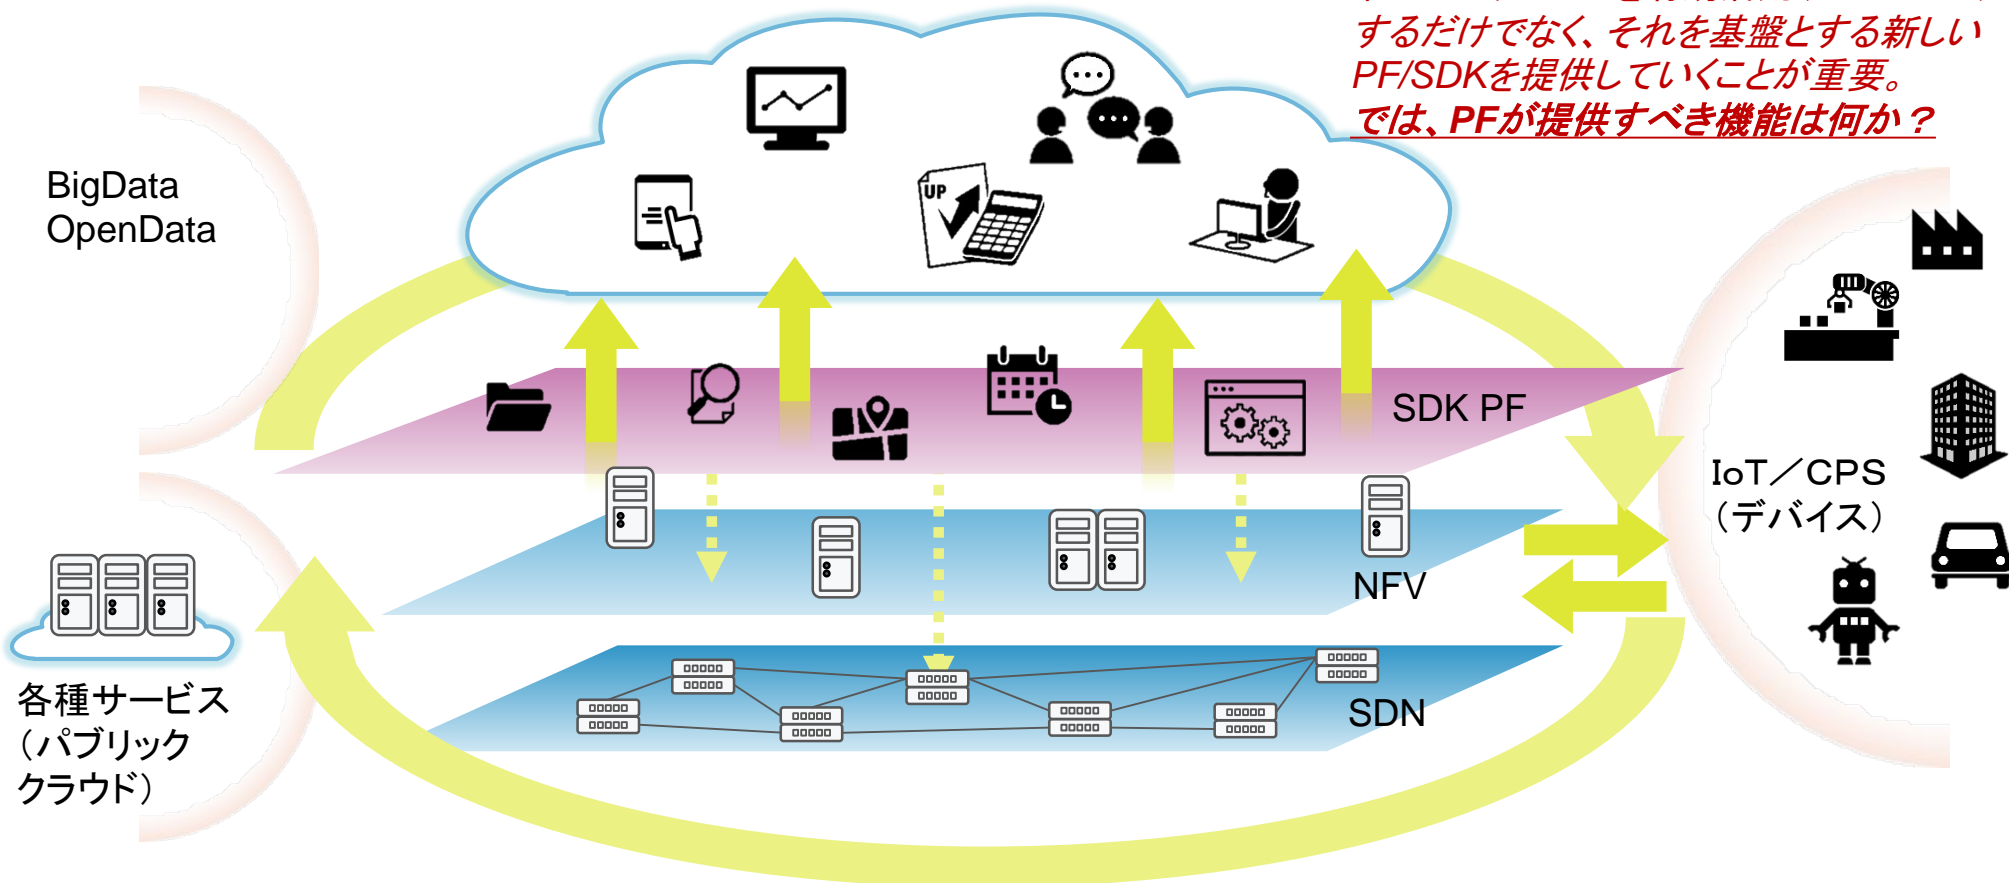 するだけでなく、それを基盤とする新しい
PF/SDKを提供していくことが重要。
では、PFが提供すべき機能は何か？
BigData
OpenData
UP
SDK PF
IoT／CPS
（デバイス）
NFV
SDN
各種サービス
（パブリック
クラウド）